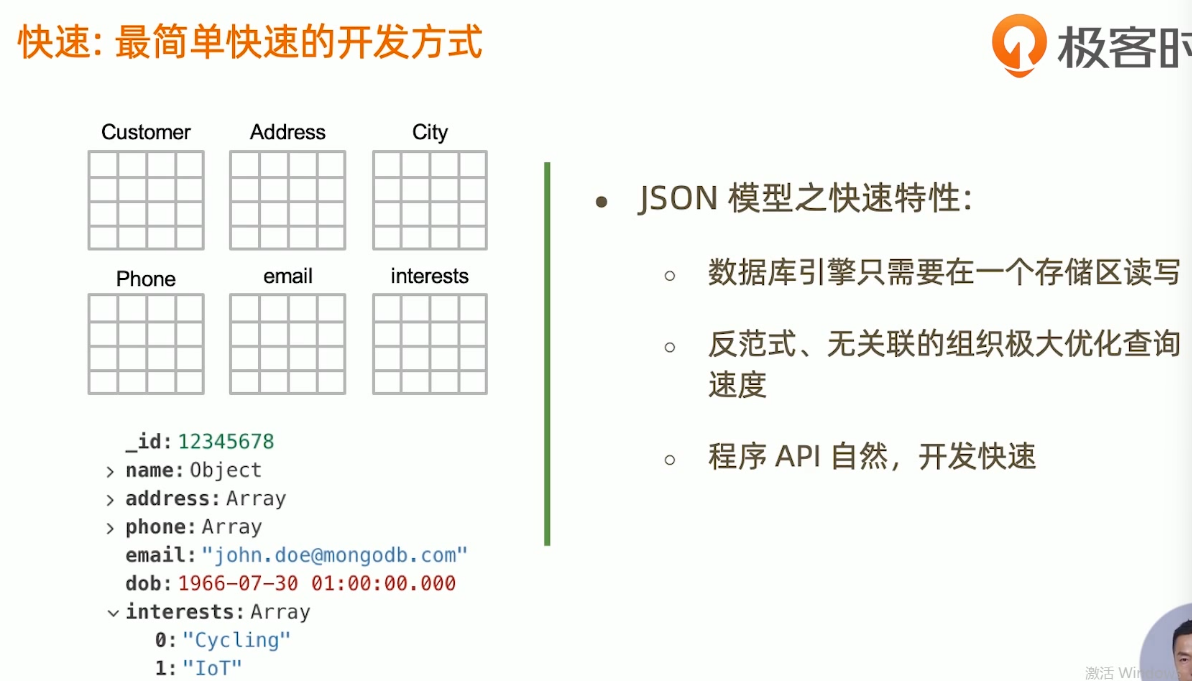 快速: 最简单快速的开发方式
极客时
Customer Address City
Phone email interests
_id: 12345678
name: Object
address: Array
phone: Array
email: "john.doe@mongodb.com"
dob: 1966-07-30 01:00:00.000
interests: Array
0: "Cycling"
1: "IoT"
JSON 模型之快速特性:
数据库引擎只需要在一个存储区读写
反范式、无关联的组织极大优化查询
速度
程序 API 自然，开发快速
激活 Windows